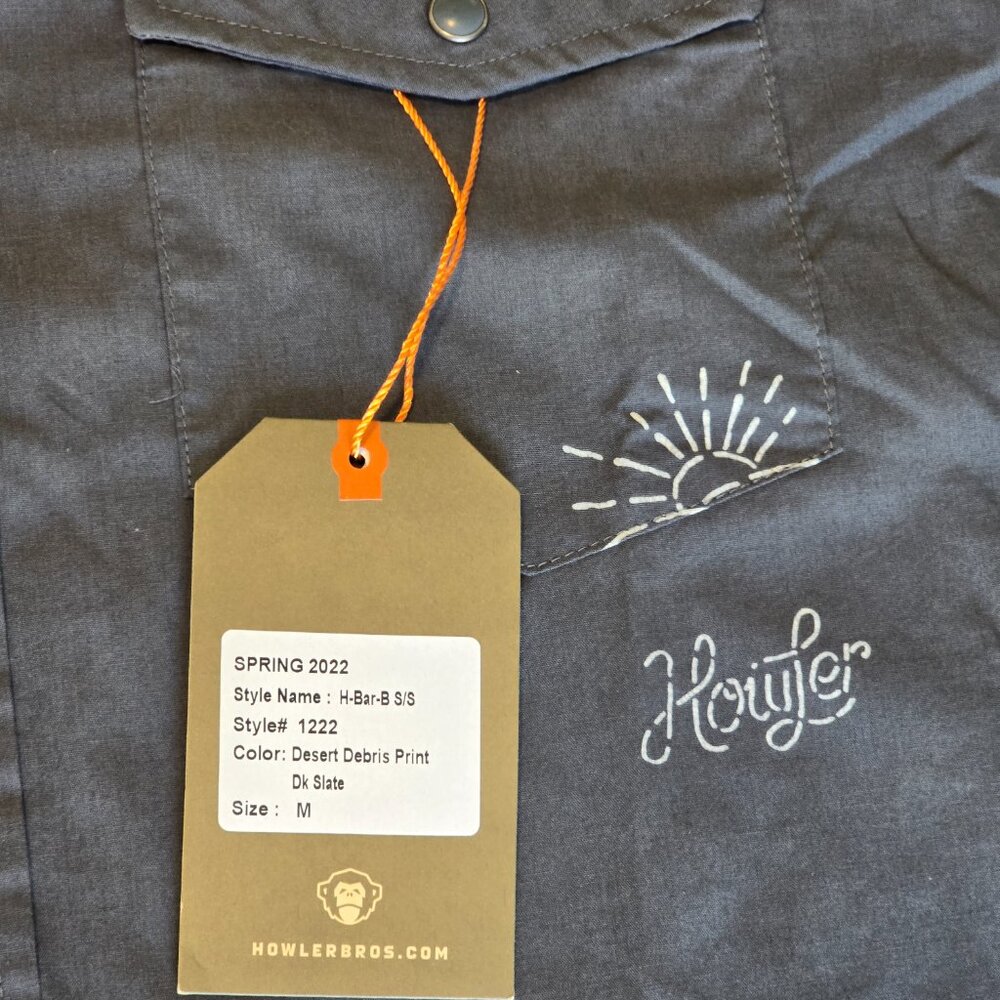 Howler
SPRING 2022
Style Name : H-Bar-B S/S
Style# 1222
Color: Desert Debris Print
Dk Slate
Size : M
HOWLERBROS.COM